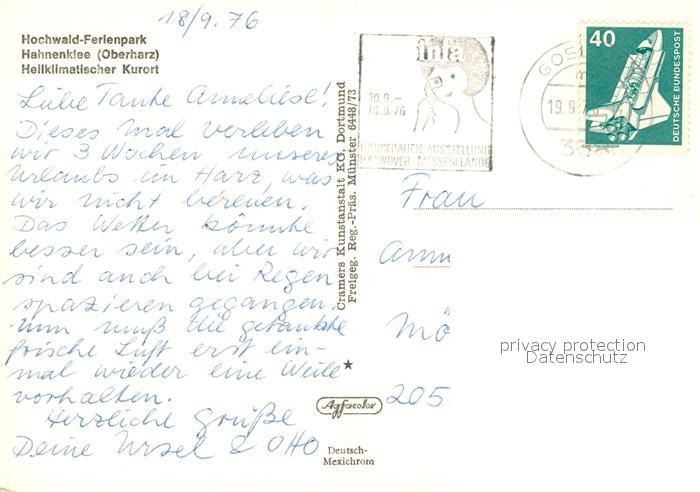 18/9.76
Hochwald-Ferienpark
Hahnenklee (Oberharz)
Heilklimatischer Kurort
Liebe Tante Anneliese!
Dieses mal verleben
wir 3 Wochen unseres
Urlaubs im Harz, was
wir nicht bereuen.
Das Wetter könnte
besser sein, aber wir
sind auch bei Regen
spazieren gegangen.
Nun muß die getankte
frische Luft erst ein-
mal wieder eine Weile
vorhalten.
Herzliche Grüße
Deine Ursel & Otto
Cramers Kunstanstalt KG, Dortmund
Freigeg. Reg.-Präs. Münster 6448/73
Agfacolor
Deutsch-
Mexichrom
infa
10.9.–
19.9.76
HAUSFRAUEN-AUSSTELLUNG
HANNOVER-MESSEGELÄNDE
GOS
19.9
40
DEUTSCHE BUNDESPOST
Frau
Ann
Mö
205
privacy protection
Datenschutz